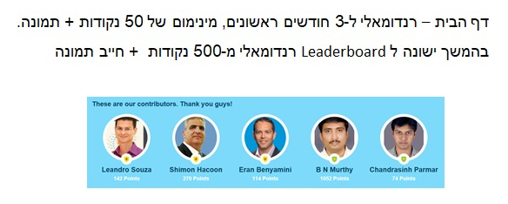 דף הבית – רנדומאלי ל-3 חודשים ראשונים, מינימום של 50 נקודות + תמונה.
בהמשך ישונה ל Leaderboard רנדומאלי מ-500 נקודות + חייב תמונה
These are our contributors. Thank you guys!
Leandro Souza Shimon Hacoon Eran Benyamini B N Murthy Chandrasinh Parmar
142 Points 278 Points 114 Points 1052 Points 74 Points